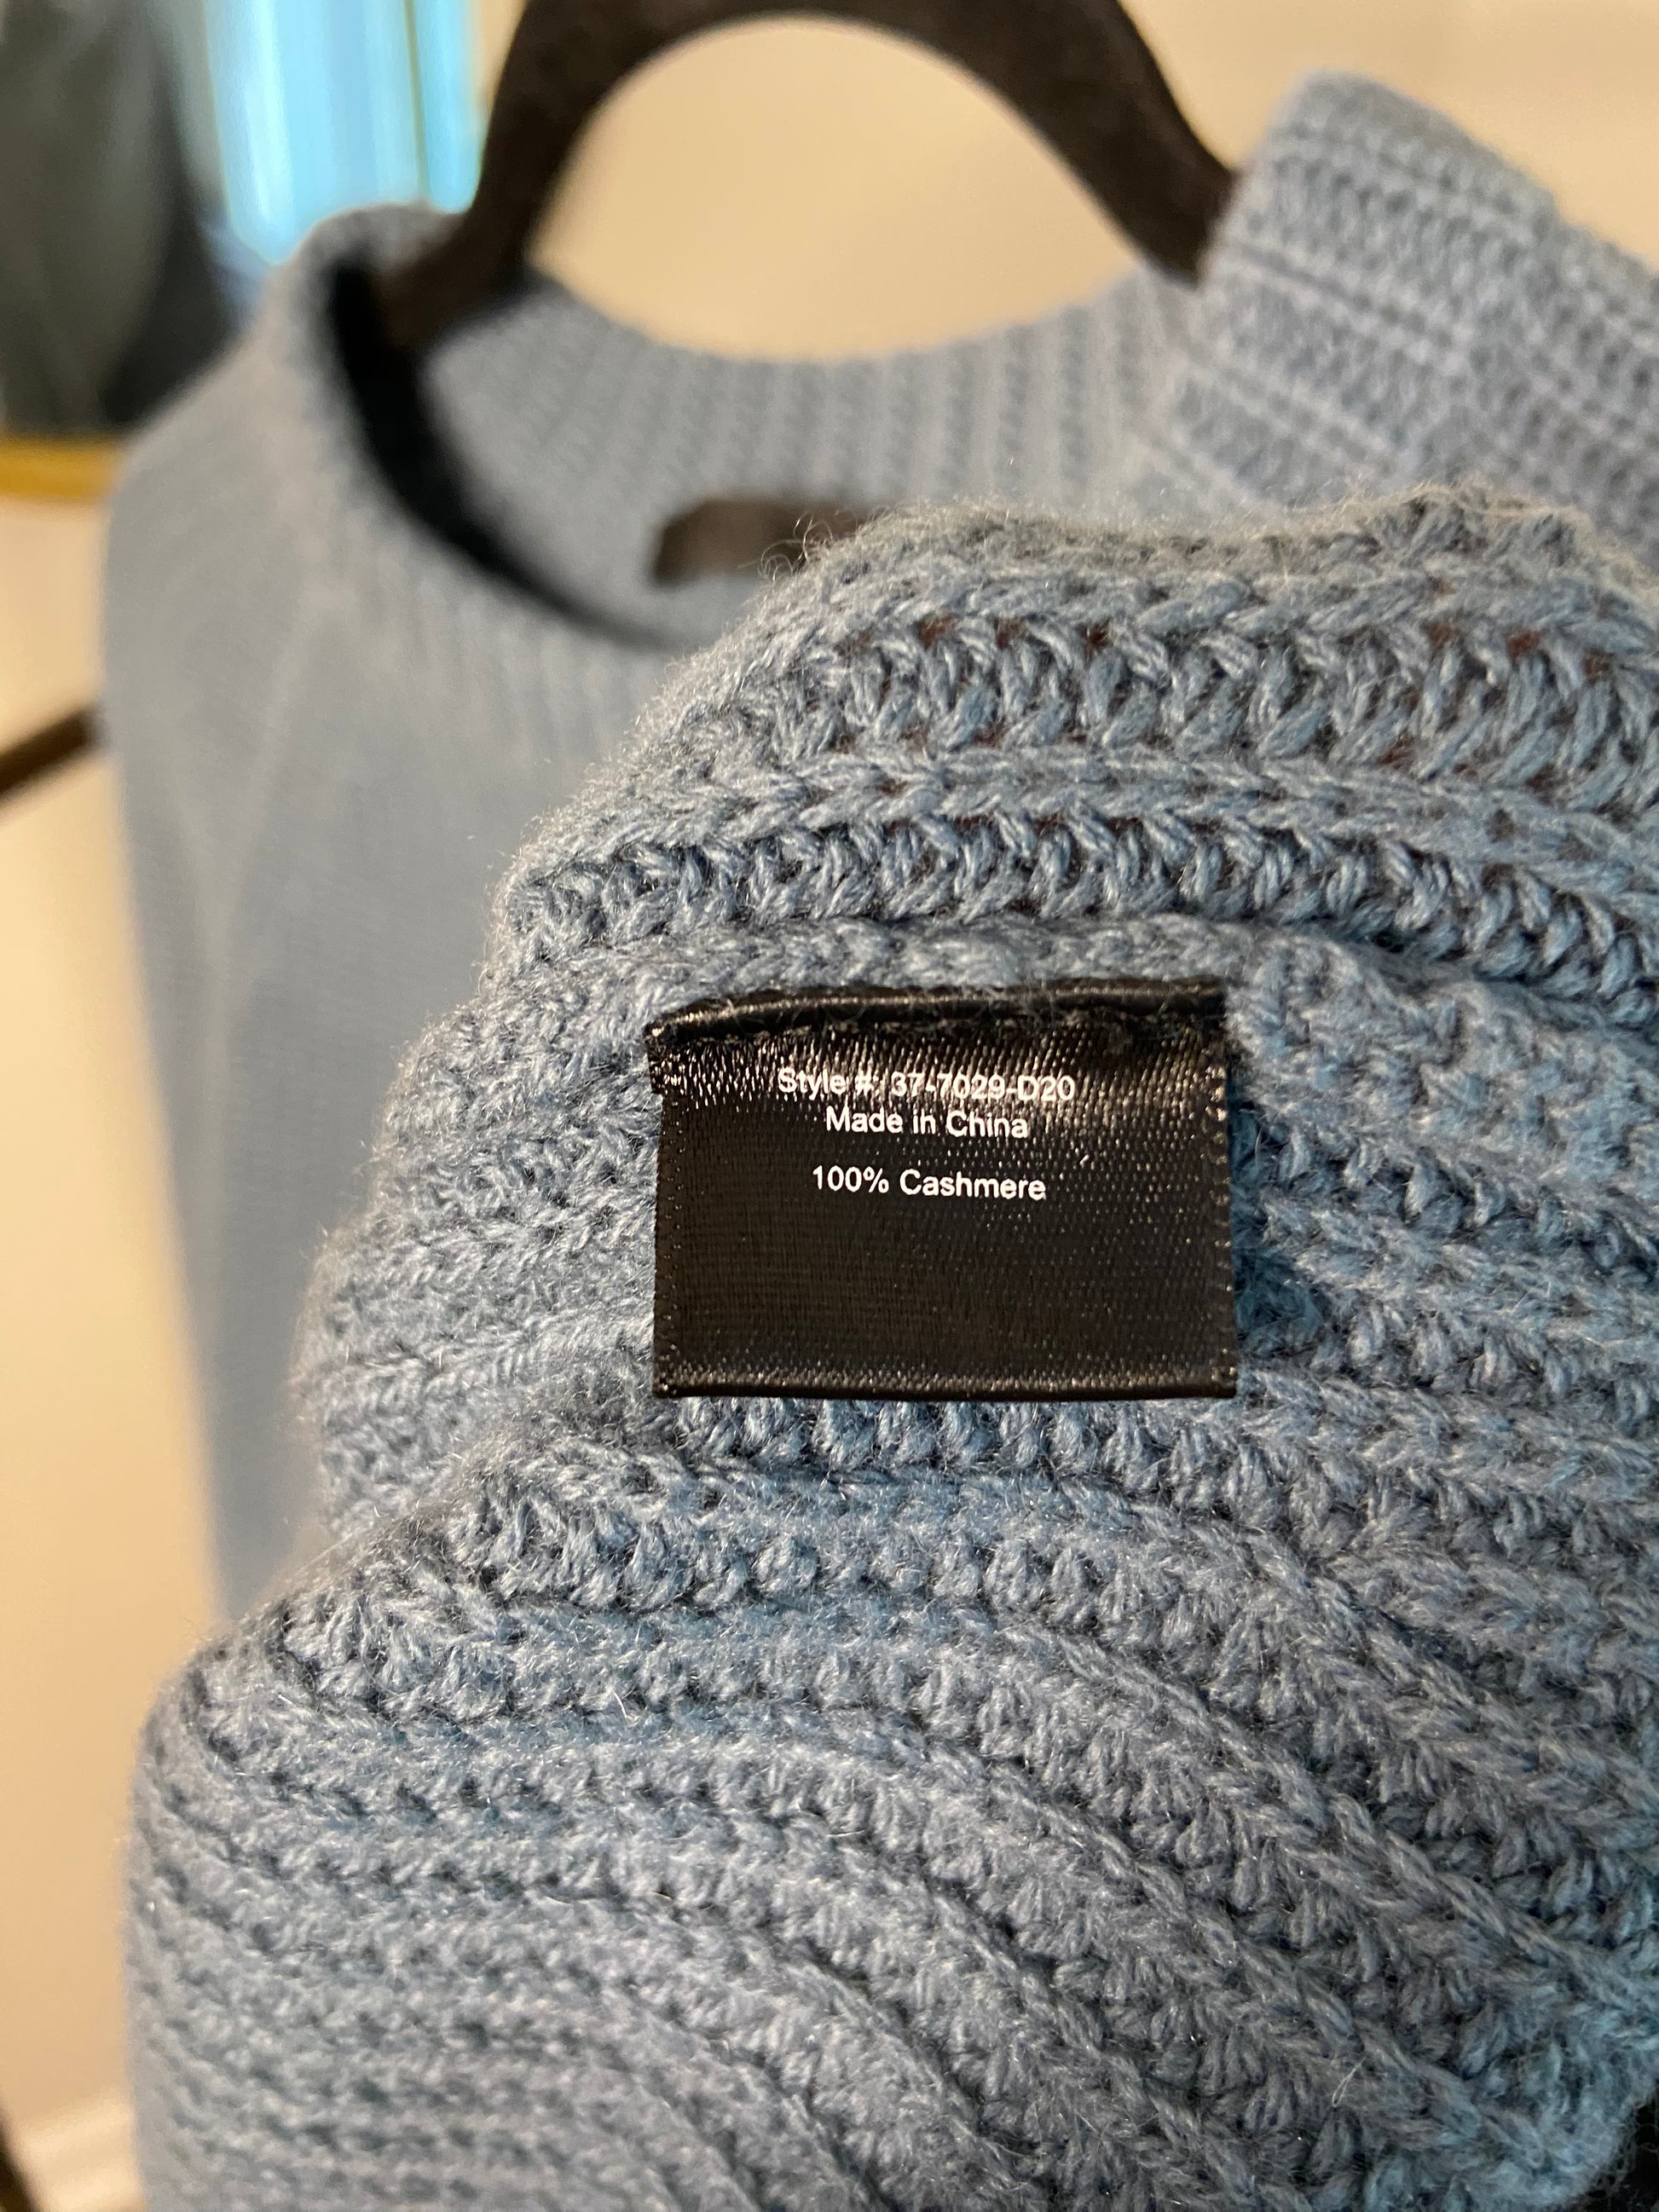 Style #: 37-7029-D20
Made in China
100% Cashmere